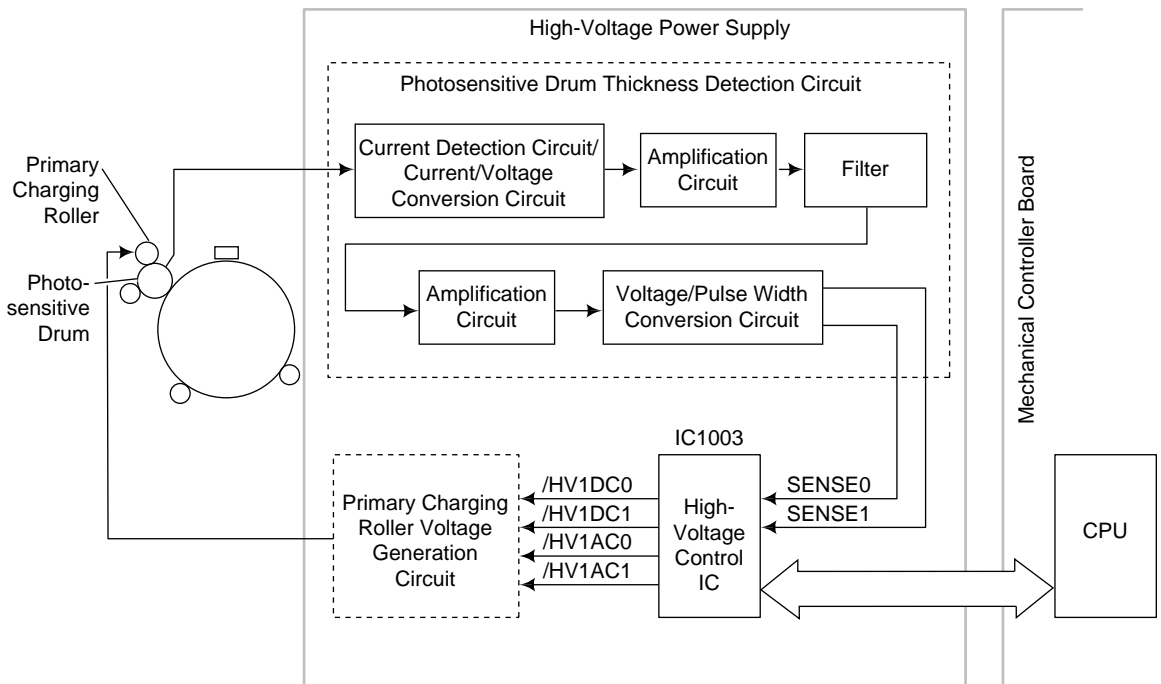 High-Voltage Power Supply
Photosensitive Drum Thickness Detection Circuit
Current Detection Circuit/
Current/Voltage
Conversion Circuit
Amplification
Circuit
Filter
Primary
Charging
Roller
Photo-
sensitive
Drum
Amplification
Circuit
Voltage/Pulse Width
Conversion Circuit
Mechanical Controller Board
IC1003
Primary Charging
Roller Voltage
Generation
Circuit
/HV1DC0
/HV1DC1
/HV1AC0
/HV1AC1
High-
Voltage
Control
IC
SENSE0
SENSE1
CPU